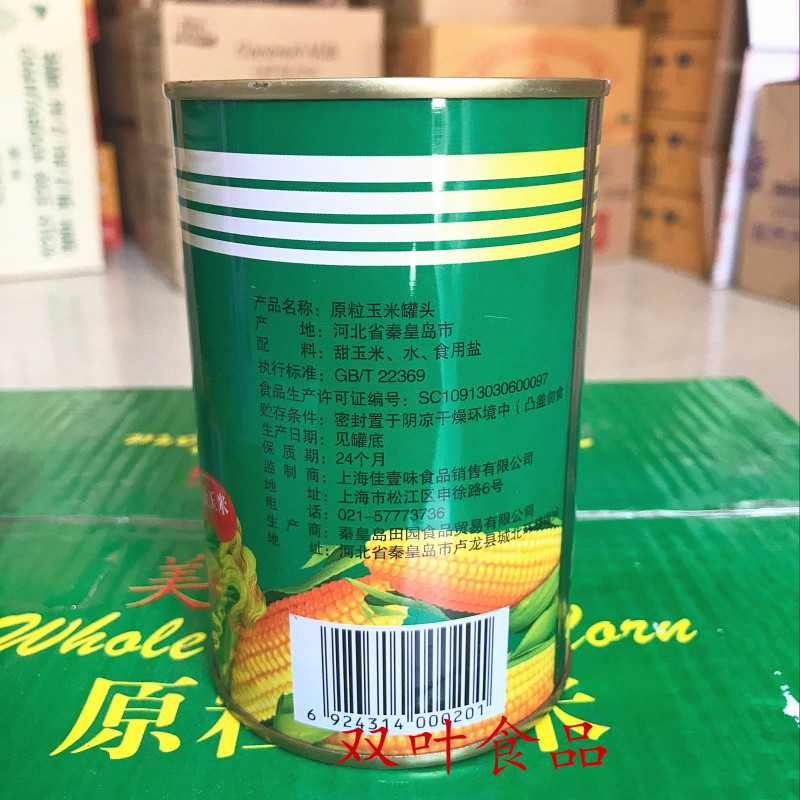 产品名称：原粒玉米罐头
产 地：河北省秦皇岛市
配 料：甜玉米、水、食用盐
执行标准：GB/T 22369
食品生产许可证编号：SC10913030600097
贮存条件：密封置于阴凉干燥环境中（凸盖勿食
生产日期：见罐底
保 质 期：24个月
监 制 商：上海佳壹味食品销售有限公司
地 址：上海市松江区申徐路6号
电 话：021-57773736
生 产 商：秦皇岛田园食品贸易有限公司
地 址：河北省秦皇岛市卢龙县城北
玉米
美
Whole orn
原
6 924314 000201
双叶食品